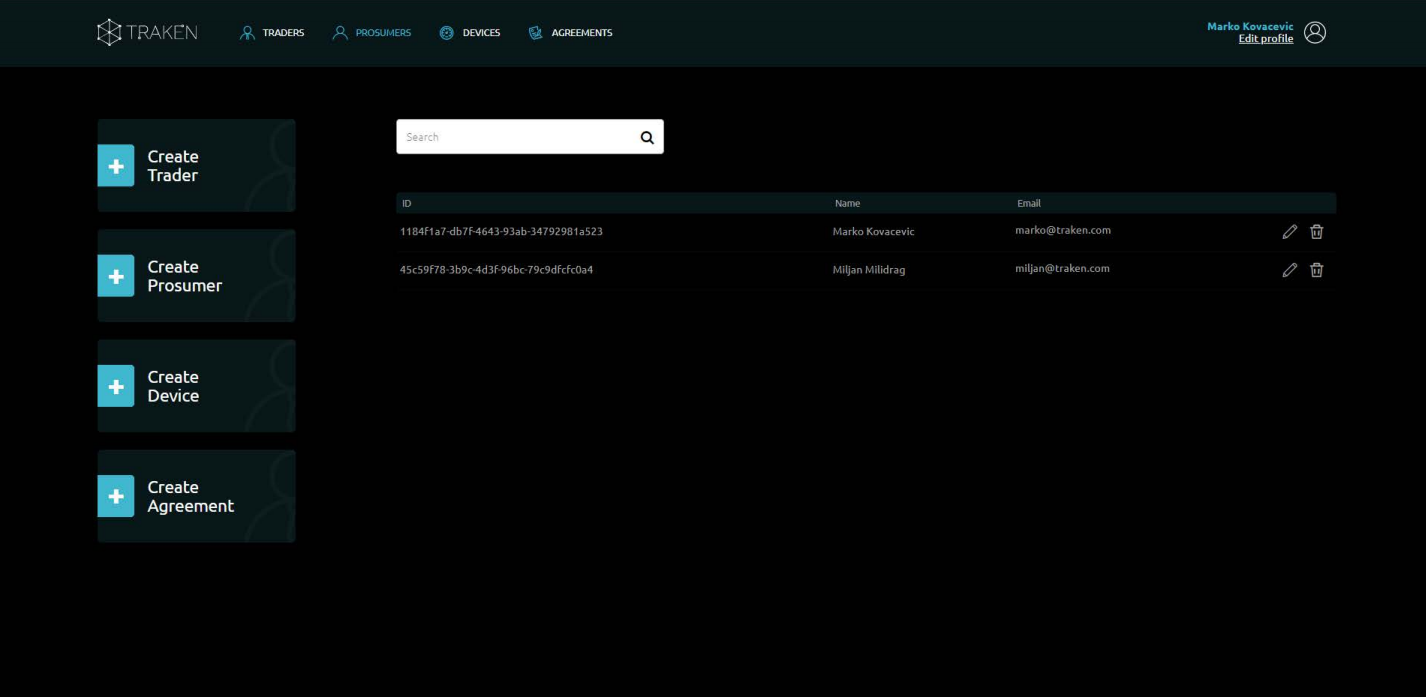 TRAKEN
TRADERS
PROSUMERS
DEVICES
AGREEMENTS
Marko Kovacevic
Edit profile
Create
Trader
Create
Prosumer
Create
Device
Create
Agreement
Search
ID Name Email
1184f1a7-db7f-4643-93ab-34792981a523 Marko Kovacevic marko@traken.com
45c59f78-3b9c-4d3f-96bc-79c9dfcfc0a4 Miljan Milidrag miljan@traken.com